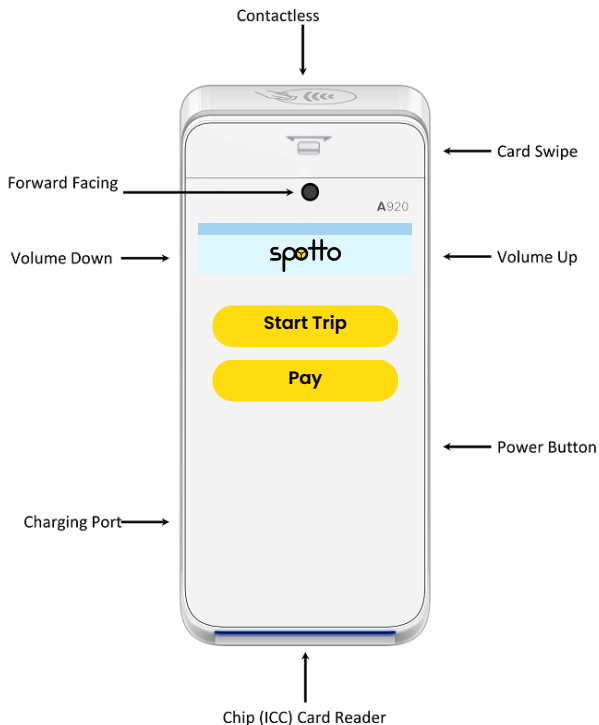 Contactless
Card Swipe
Forward Facing
A920
Volume Down
spotto
Volume Up
Start Trip
Pay
Power Button
Charging Port
Chip (ICC) Card Reader